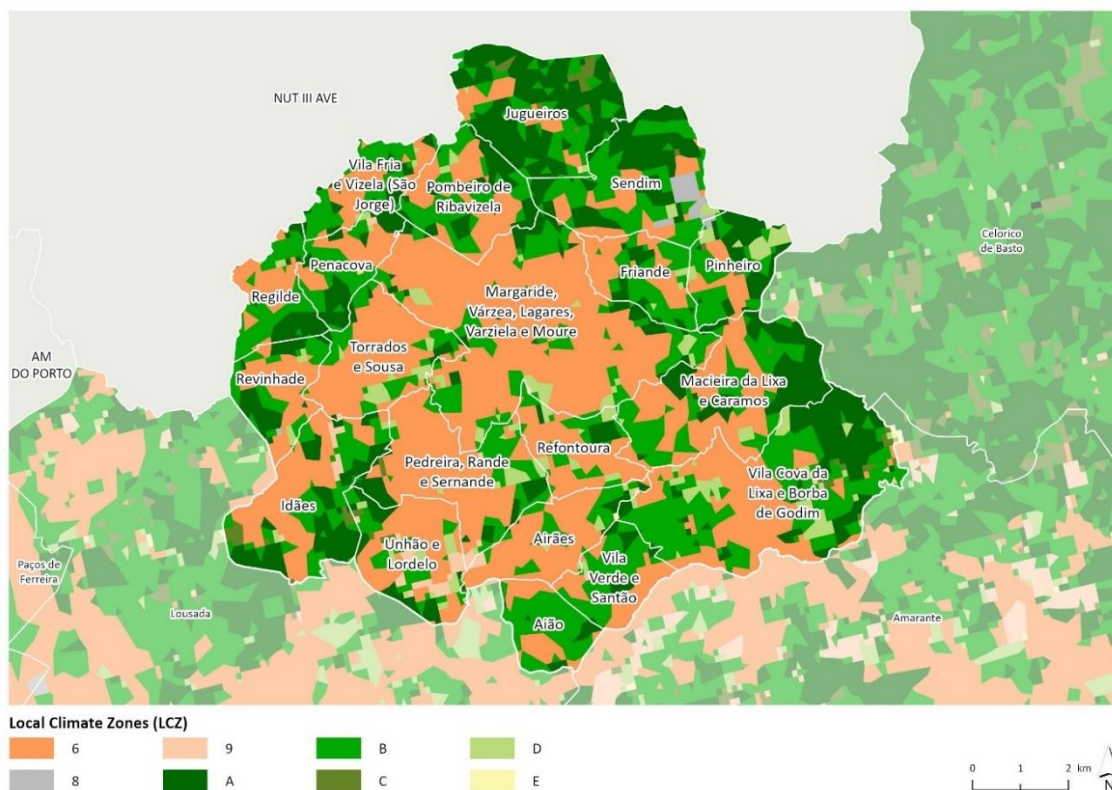 NUT III AVE
Jugueiros
Vila Fria
e Vizela (São
Jorge)
Pombeiro de
Ribavizela
Sendim
Celorico
de Basto
Penacova
Friande
Pinheiro
Regilde
Margaride,
Várzea, Lagares,
Varziela e Moure
AM
DO PORTO
Torrados
e Sousa
Revinhade
Macieira da Lixa
e Caramos
Refontoura
Pedreira, Rande
e Sernande
Vila Cova da
Lixa e Borba
de Godim
Idães
Unhão e
Lordelo
Airães
Vila
Verde e
Santão
Paços de
Ferreira
Lousada
Aião
Amarante
Local Climate Zones (LCZ)
6
9
B
D
8
A
C
E
0 1 2 km
N